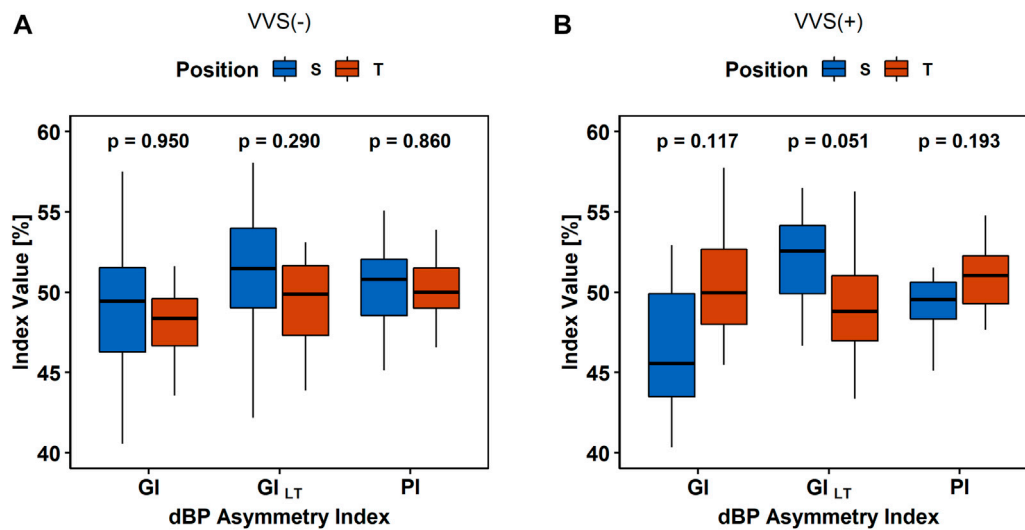 A
VVS(-)
Position S T
p = 0.950 p = 0.290 p = 0.860
Index Value [%]
60
55
50
45
40
GI GI LT PI
dBP Asymmetry Index
B
VVS(+)
Position S T
p = 0.117 p = 0.051 p = 0.193
Index Value [%]
60
55
50
45
40
GI GI LT PI
dBP Asymmetry Index